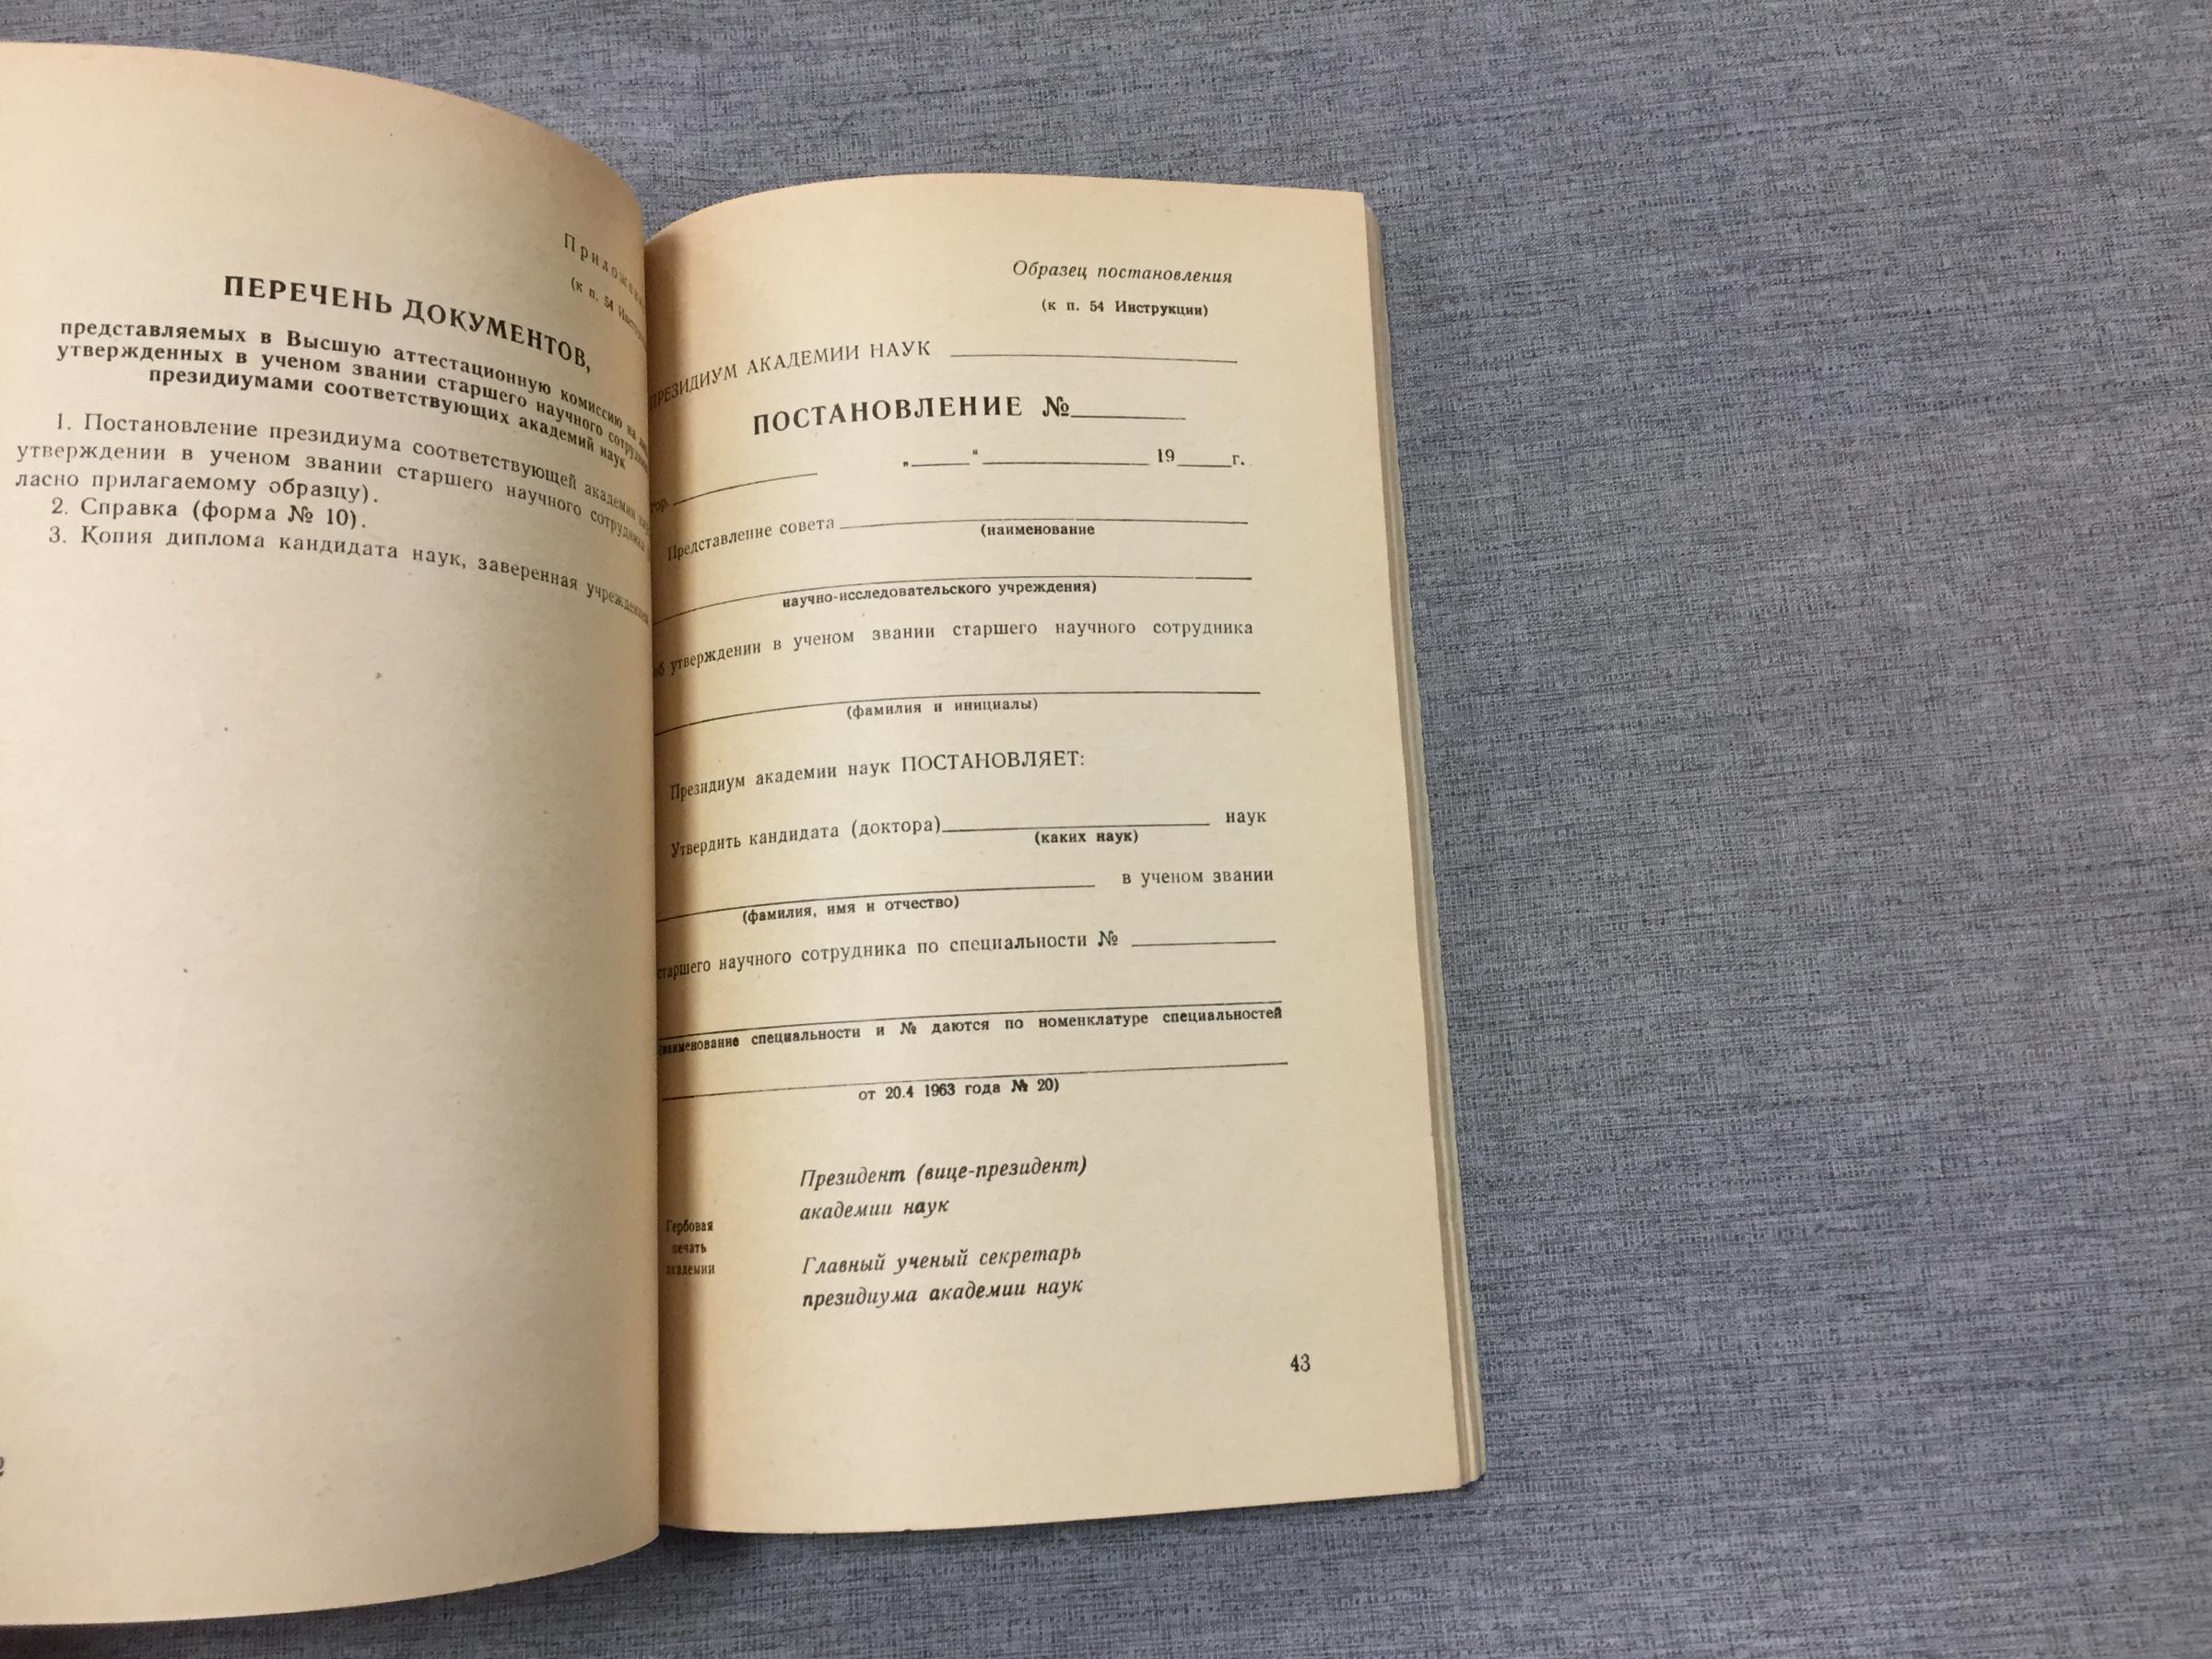 (к п. 54
ПЕРЕЧЕНЬ ДОКУМЕНТОВ,
представляемых в Высшую аттестационную комиссию на
утвержденных в ученом звании старшего научного
президиумами соответствующих академий наук
1. Постановление президиума соответствующей академии
утверждении в ученом звании старшего научного сотрудника
ласно прилагаемому образцу).
2. Справка (форма № 10).
3. Копия диплома кандидата наук, заверенная учреждением
Образец постановления
(к п. 54 Инструкции)
ПРЕЗИДИУМ АКАДЕМИИ НАУК
ПОСТАНОВЛЕНИЕ №
гор. „ “ 19 г.
Представление совета
(наименование
научно-исследовательского учреждения)
об утверждении в ученом звании старшего научного сотрудника
(фамилия и инициалы)
Президиум академии наук ПОСТАНОВЛЯЕТ:
Утвердить кандидата (доктора) наук
(каких наук)
в ученом звании
(фамилия, имя и отчество)
старшего научного сотрудника по специальности №
(наименование специальности и № даются по номенклатуре специальностей
от 20.4 1963 года № 20)
Президент (вице-президент)
академии наук
Гербовая
печать
академии
Главный ученый секретарь
президиума академии наук
43